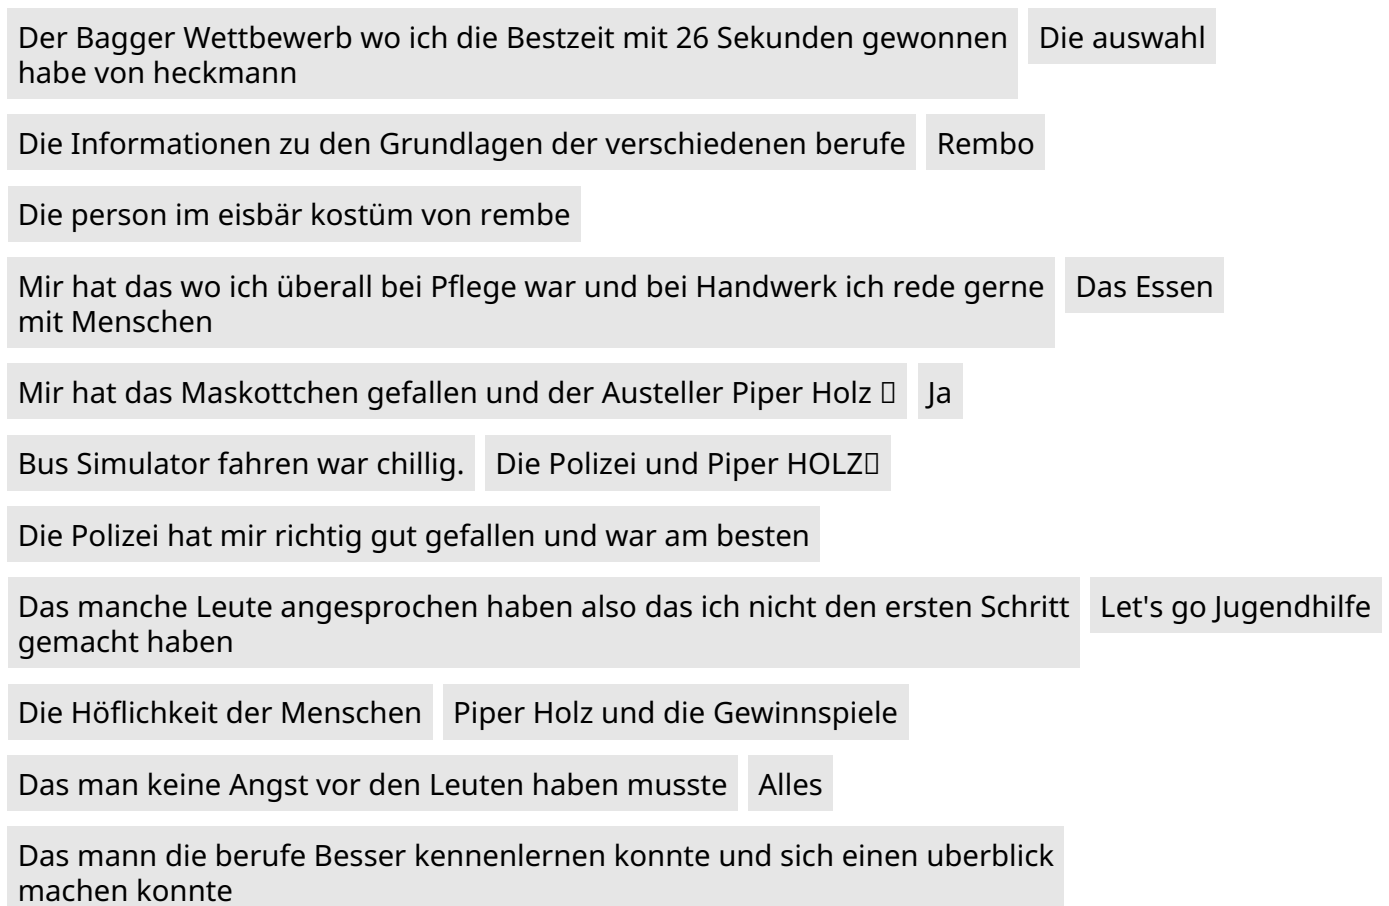 Der Bagger Wettbewerb wo ich die Bestzeit mit 26 Sekunden gewonnen
habe von heckmann
Die auswahl
Die Informationen zu den Grundlagen der verschiedenen berufe
Rembo
Die person im eisbär kostüm von rembe
Mir hat das wo ich überall bei Pflege war und bei Handwerk ich rede gerne
mit Menschen
Das Essen
Mir hat das Maskottchen gefallen und der Austeller Piper Holz
Ja
Bus Simulator fahren war chillig.
Die Polizei und Piper HOLZ
Die Polizei hat mir richtig gut gefallen und war am besten
Das manche Leute angesprochen haben also das ich nicht den ersten Schritt
gemacht haben
Let's go Jugendhilfe
Die Höflichkeit der Menschen
Piper Holz und die Gewinnspiele
Das man keine Angst vor den Leuten haben musste
Alles
Das mann die berufe Besser kennenlernen konnte und sich einen uberblick
machen konnte